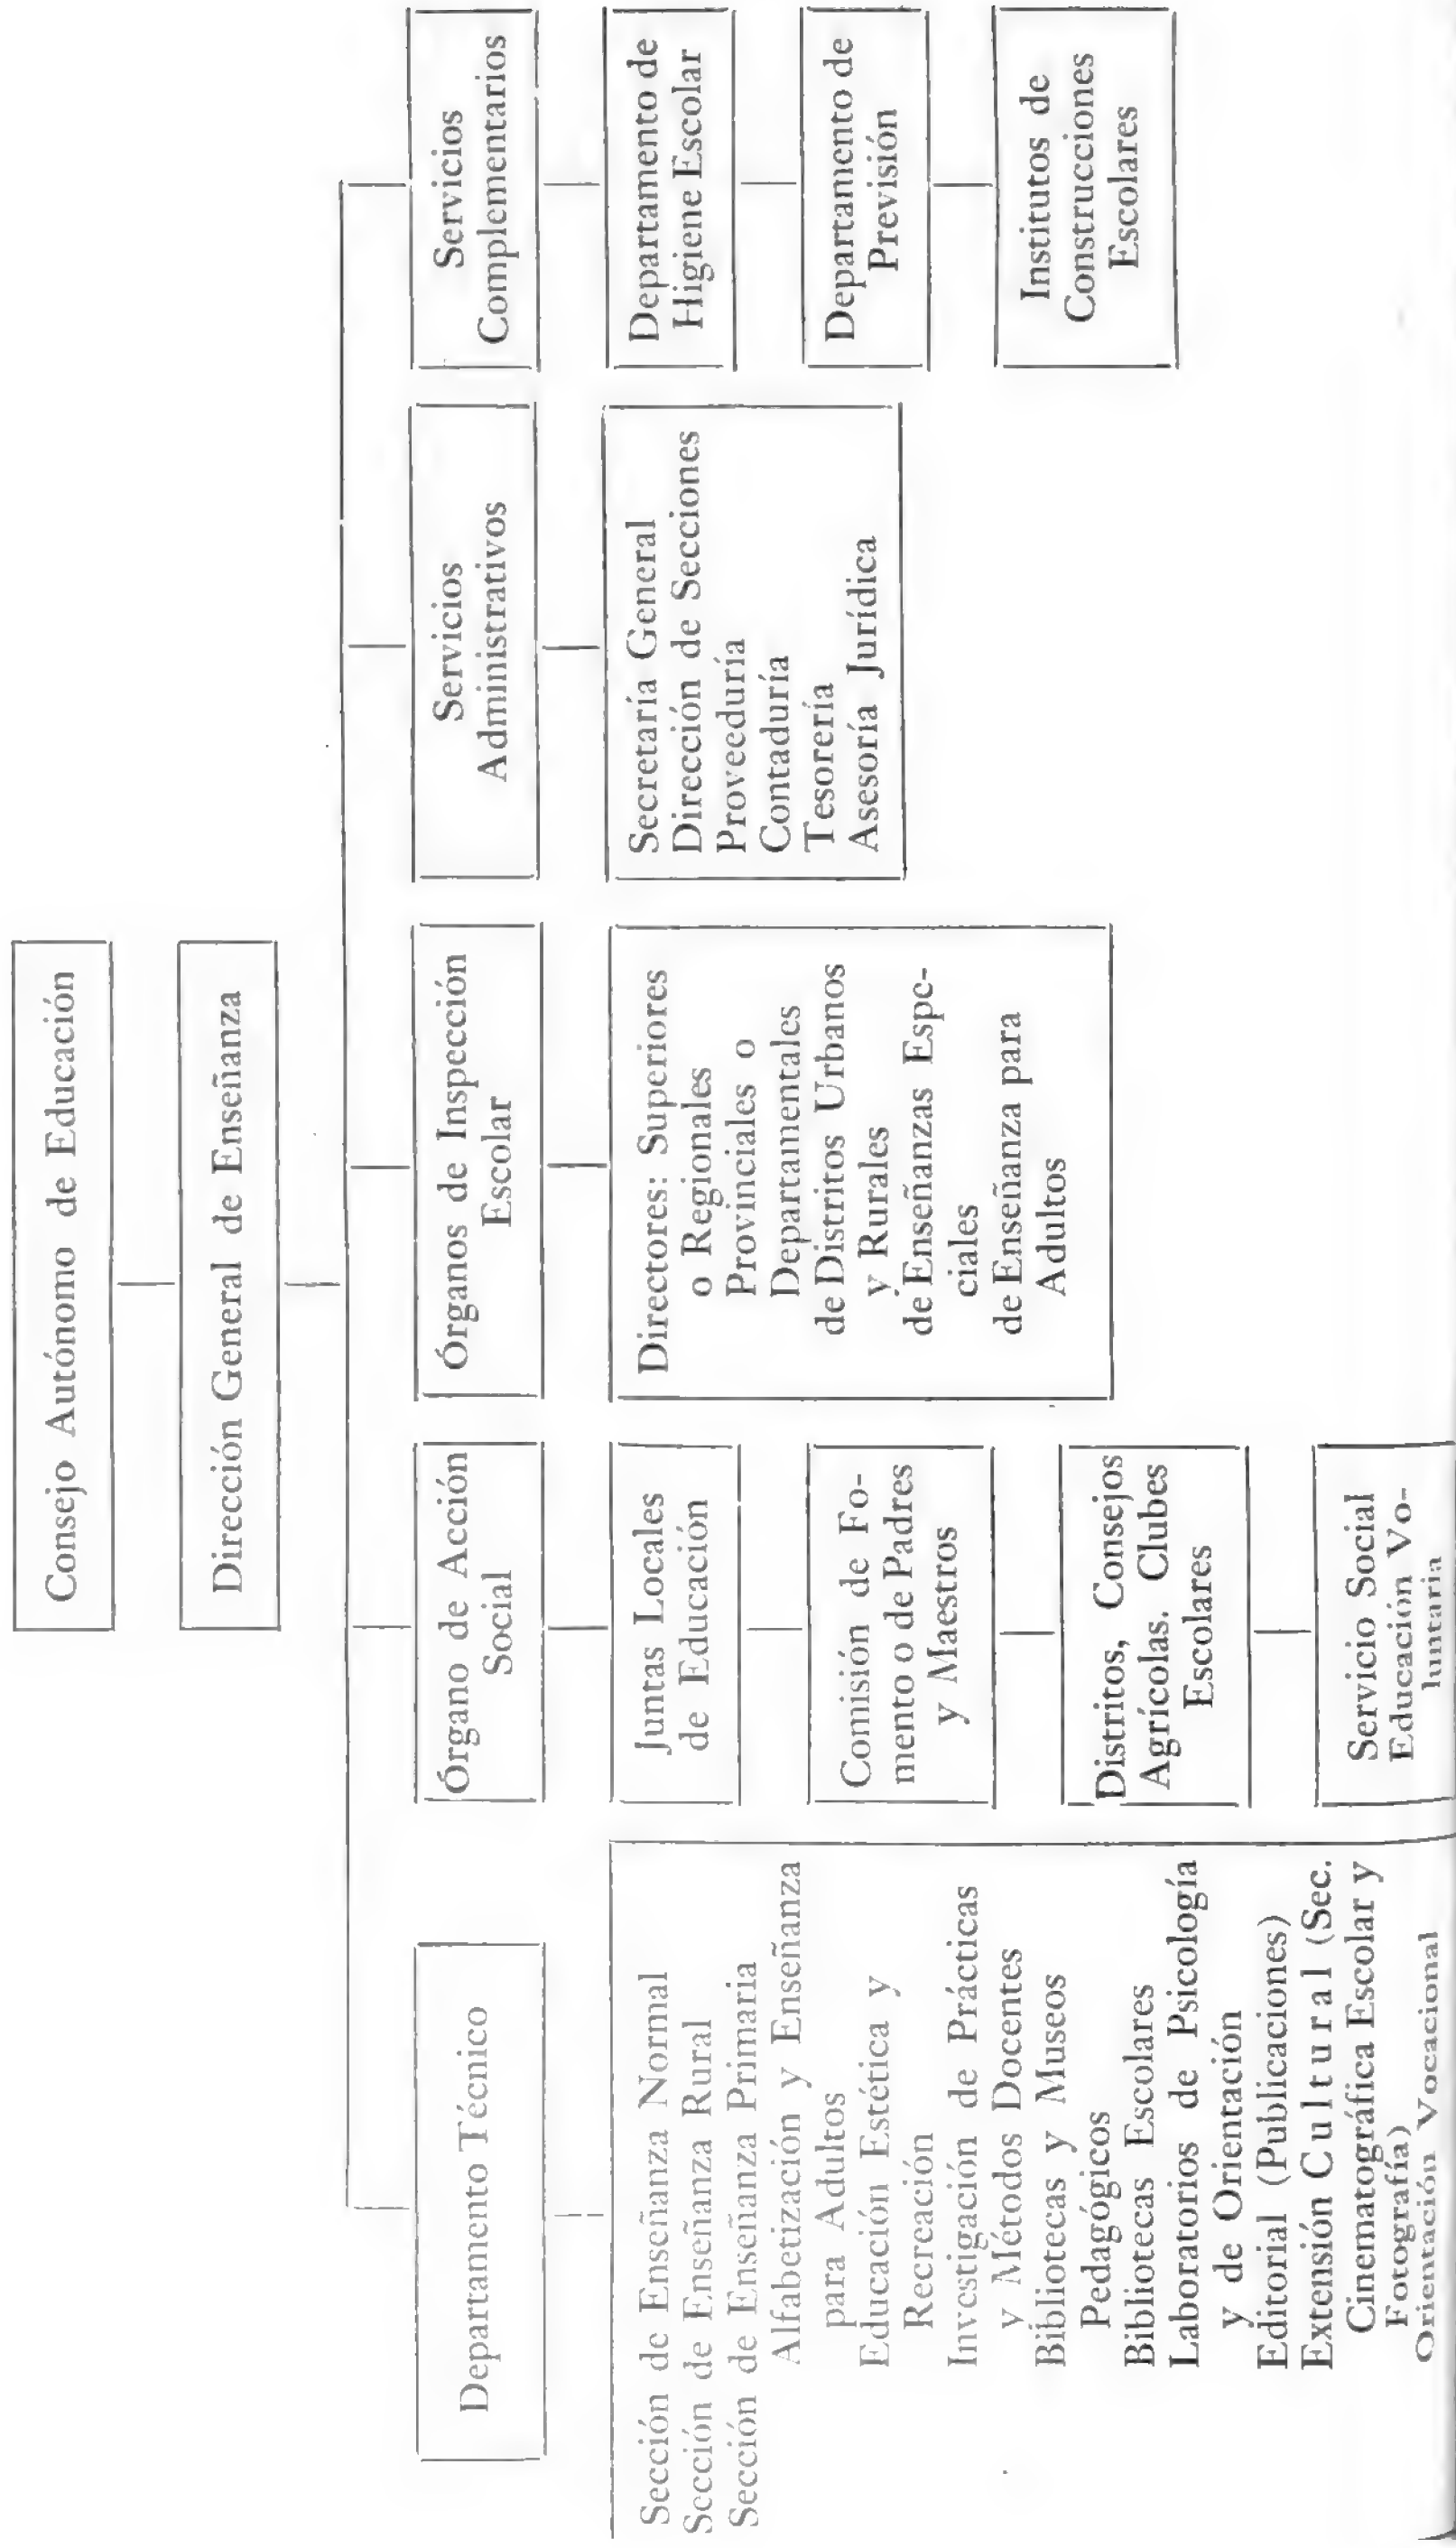 Consejo Autónomo de Educación
Dirección General de Enseñanza
Departamento Técnico
Sección de Enseñanza Normal
Sección de Enseñanza Rural
Sección de Enseñanza Primaria
Alfabetización y Enseñanza
para Adultos
Educación Estética y
Recreación
Investigación de Prácticas
y Métodos Docentes
Bibliotecas y Museos
Pedagógicos
Bibliotecas Escolares
Laboratorios de Psicología
y de Orientación
Editorial (Publicaciones)
Extensión Cultural (Sec.
Cinematográfica Escolar y
Fotografía)
Orientación Vocacional
Órgano de Acción
Social
Juntas Locales
de Educación
Comisión de Fo-
mento o de Padres
y Maestros
Distritos, Consejos
Agrícolas. Clubes
Escolares
Servicio Social
Educación Vo-
luntaria
Órganos de Inspección
Escolar
Directores: Superiores
o Regionales
Provinciales o
Departamentales
de Distritos Urbanos
y Rurales
de Enseñanzas Espe-
ciales
de Enseñanza para
Adultos
Servicios
Administrativos
Secretaría General
Dirección de Secciones
Proveeduría
Contaduría
Tesorería
Asesoría Jurídica
Servicios
Complementarios
Departamento de
Higiene Escolar
Departamento de
Previsión
Institutos de
Construcciones
Escolares